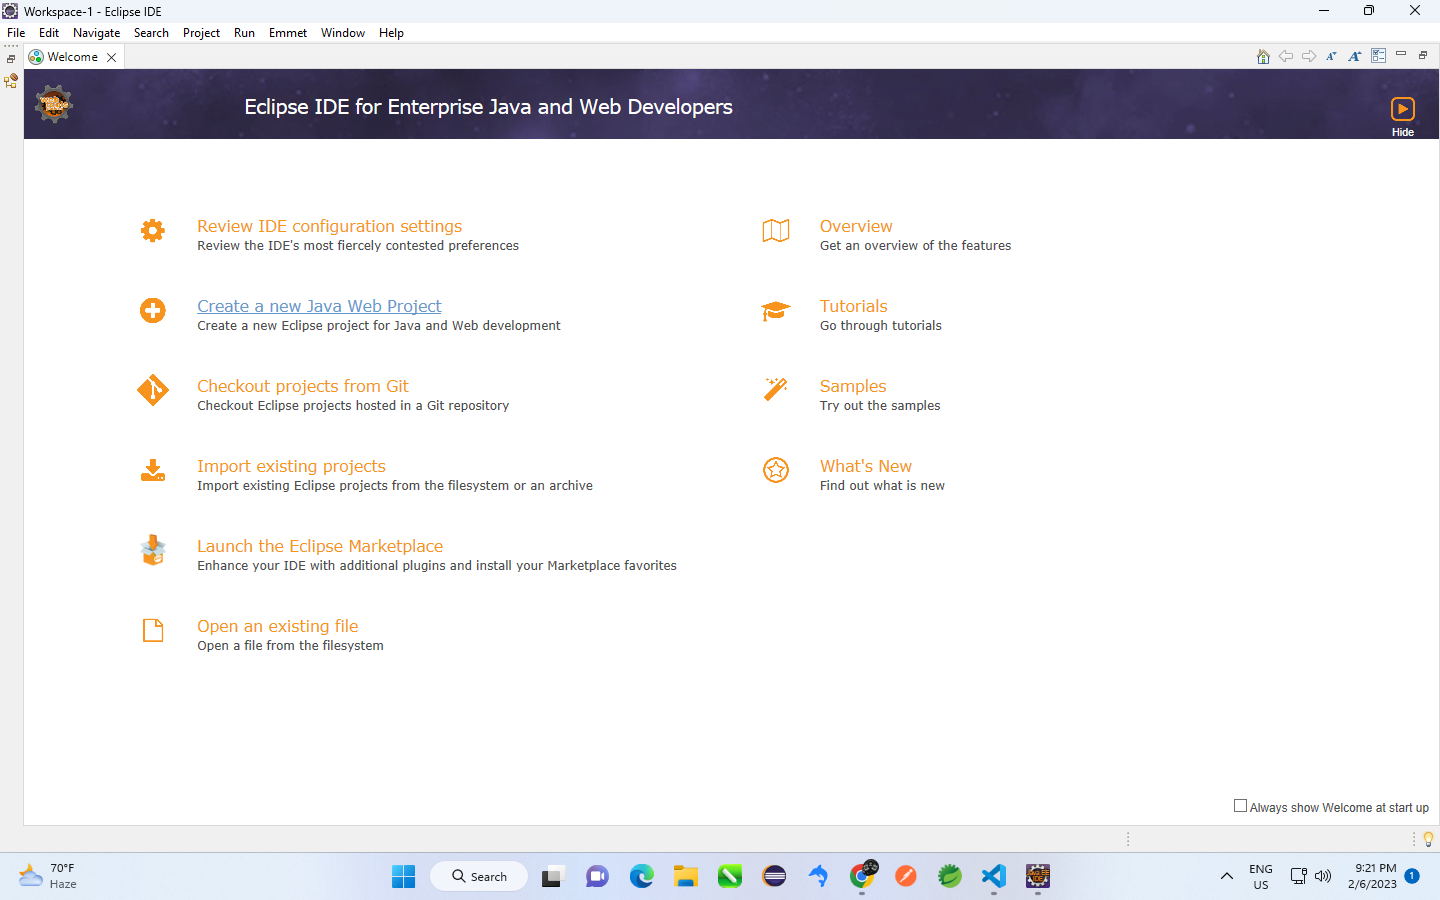 Workspace-1 - Eclipse IDE
File Edit Navigate Search Project Run Emmet Window Help
Welcome
Eclipse IDE for Enterprise Java and Web Developers
Hide
Review IDE configuration settings
Review the IDE's most fiercely contested preferences
Create a new Java Web Project
Create a new Eclipse project for Java and Web development
Checkout projects from Git
Checkout Eclipse projects hosted in a Git repository
Import existing projects
Import existing Eclipse projects from the filesystem or an archive
Launch the Eclipse Marketplace
Enhance your IDE with additional plugins and install your Marketplace favorites
Open an existing file
Open a file from the filesystem
Overview
Get an overview of the features
Tutorials
Go through tutorials
Samples
Try out the samples
What's New
Find out what is new
Always show Welcome at start up
70°F
Haze
Search
ENG
US
9:21 PM
2/6/2023
1